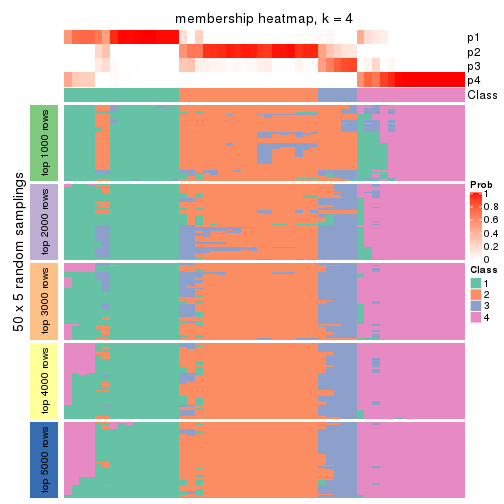 membership heatmap, k = 4
p1
p2
p3
p4
Class
50 x 5 random samplings
top 1000 rows
top 2000 rows
top 3000 rows
top 4000 rows
top 5000 rows
Prob
1
0.8
0.6
0.4
0.2
0
Class
1
2
3
4